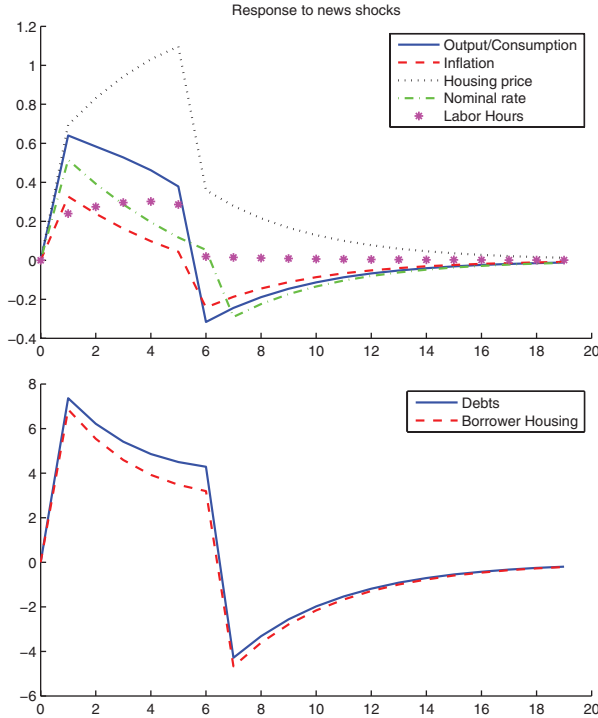 Response to news shocks
1.2
1
0.8
0.6
0.4
0.2
0
−0.2
−0.4
Output/Consumption
Inflation
Housing price
Nominal rate
Labor Hours
0 2 4 6 8 10 12 14 16 18 20
8
6
4
2
0
−2
−4
−6
Debts
Borrower Housing
0 2 4 6 8 10 12 14 16 18 20